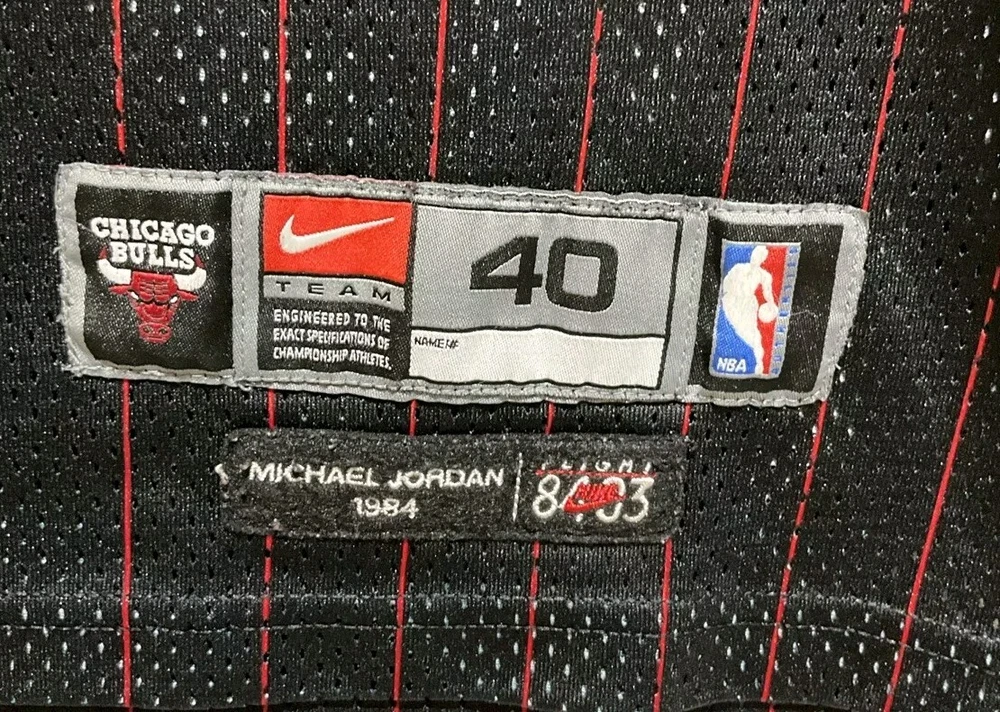 CHICAGO
BULLS
TEAM
ENGINEERED TO THE
EXACT SPECIFICATIONS OF
CHAMPIONSHIP ATHLETES.
40
NAME/#
NBA
MICHAEL JORDAN
1984
FLIGHT
84
03